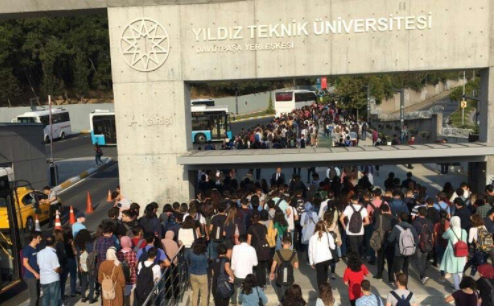 YILDIZ TEKNİK ÜNİVERSİTESİ
DAVUTPAŞA YERLEŞKESİ